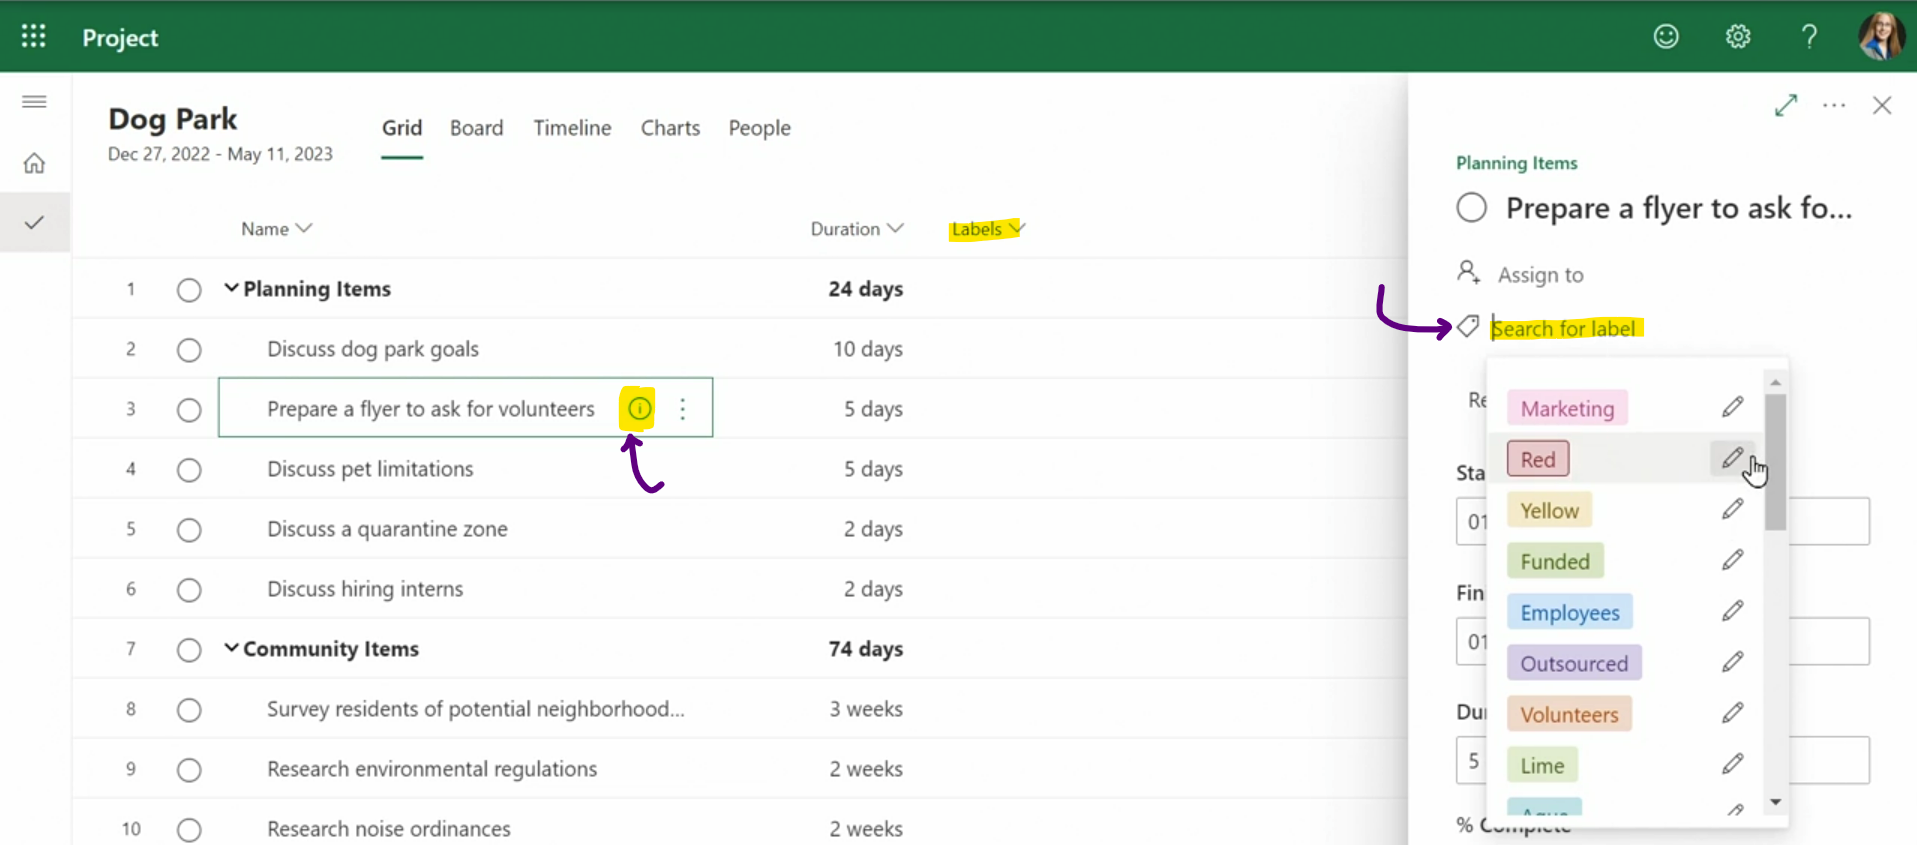 Project
Dog Park
Dec 27, 2022 - May 11, 2023
Grid Board Timeline Charts People
Name Duration Labels
1 Planning Items 24 days
2 Discuss dog park goals 10 days
3 Prepare a flyer to ask for volunteers 5 days
4 Discuss pet limitations 5 days
5 Discuss a quarantine zone 2 days
6 Discuss hiring interns 2 days
7 Community Items 74 days
8 Survey residents of potential neighborhood... 3 weeks
9 Research environmental regulations 2 weeks
10 Research noise ordinances 2 weeks
Planning Items
Prepare a flyer to ask fo...
Assign to
Search for label
Re
Marketing
Red
Sta
Yellow
01
Funded
Fin
Employees
01
Outsourced
Du
Volunteers
5
Lime
Aqua
% Complete